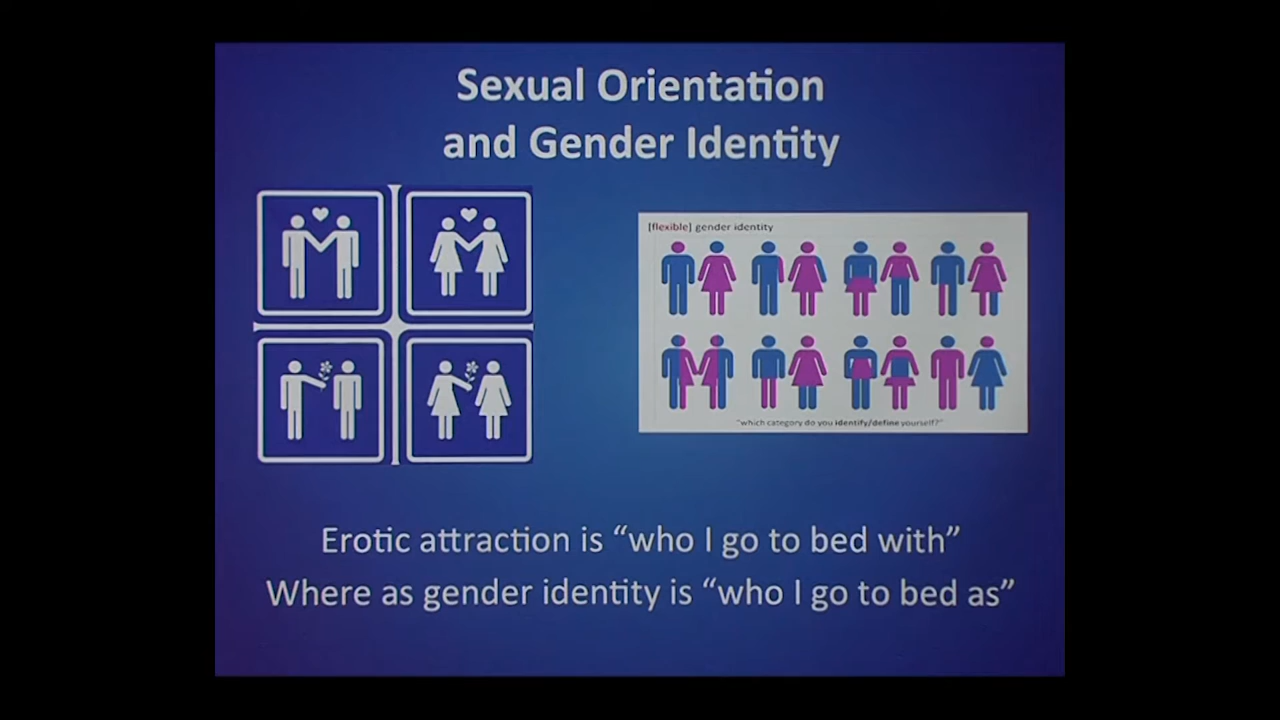 Sexual Orientation
and Gender Identity
[flexible] gender identity
"which category do you identify/define yourself?"
Erotic attraction is “who I go to bed with”
Where as gender identity is “who I go to bed as”